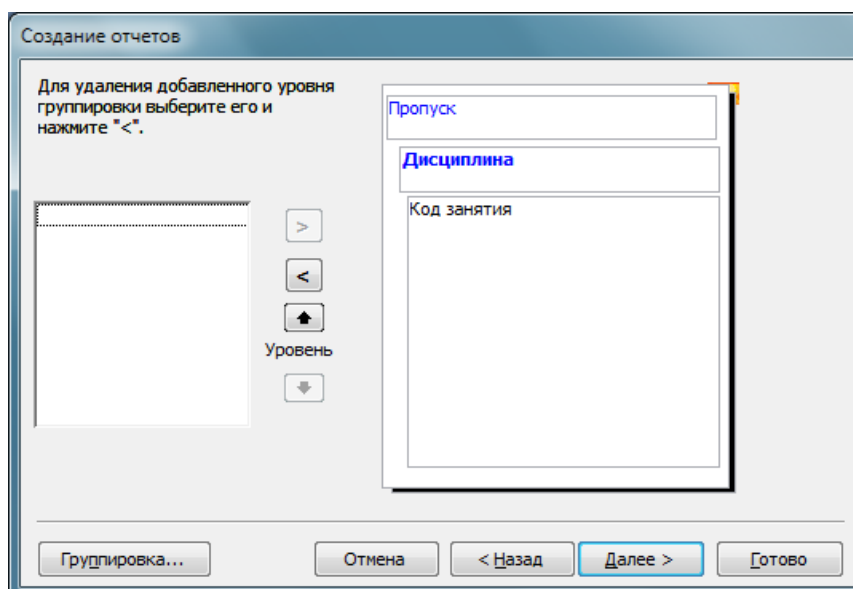 Создание отчетов
Для удаления добавленного уровня
группировки выберите его и
нажмите "<".
>
<
Уровень
Пропуск
Дисциплина
Код занятия
Группировка...
Отмена
< Назад
Далее >
Готово